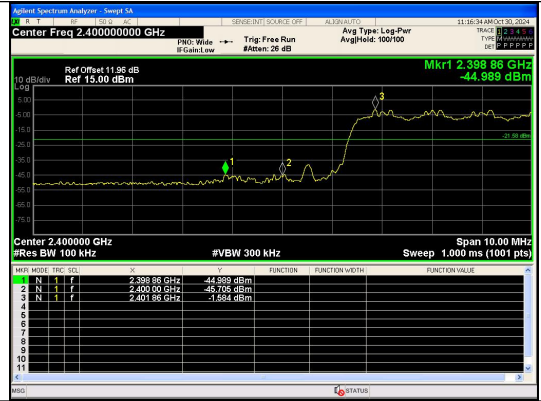 Agilent Spectrum Analyzer - Swept SA
R T RF 50 Ω AC SENSE:INT SOURCE OFF ALIGNAUTO 11:16:34 AM Oct 30, 2024
Center Freq 2.400000000 GHz
PNO: Wide
IFGain:Low
Trig: Free Run
#Atten: 26 dB
Avg Type: Log-Pwr
Avg|Hold: 100/100
TRACE 1 2 3 4 5 6
TYPE
DET P P P P P P
Mkr1 2.398 86 GHz
-44.989 dBm
Ref Offset 11.96 dB
10 dB/div Ref 15.00 dBm
Log
5.00
-5.00
-15.0
-25.0
-35.0
-45.0
-55.0
-65.0
-75.0
3
-21.58 dBm
1
2
Center 2.400000 GHz Span 10.00 MHz
#Res BW 100 kHz #VBW 300 kHz Sweep 1.000 ms (1001 pts)
MKR MODE TRC SCL X Y FUNCTION FUNCTION WIDTH FUNCTION VALUE
1 N 1 f 2.398 86 GHz -44.989 dBm
2 N 1 f 2.400 00 GHz -45.705 dBm
3 N 1 f 2.401 86 GHz -1.584 dBm
4
5
6
7
8
9
10
11
MSG STATUS